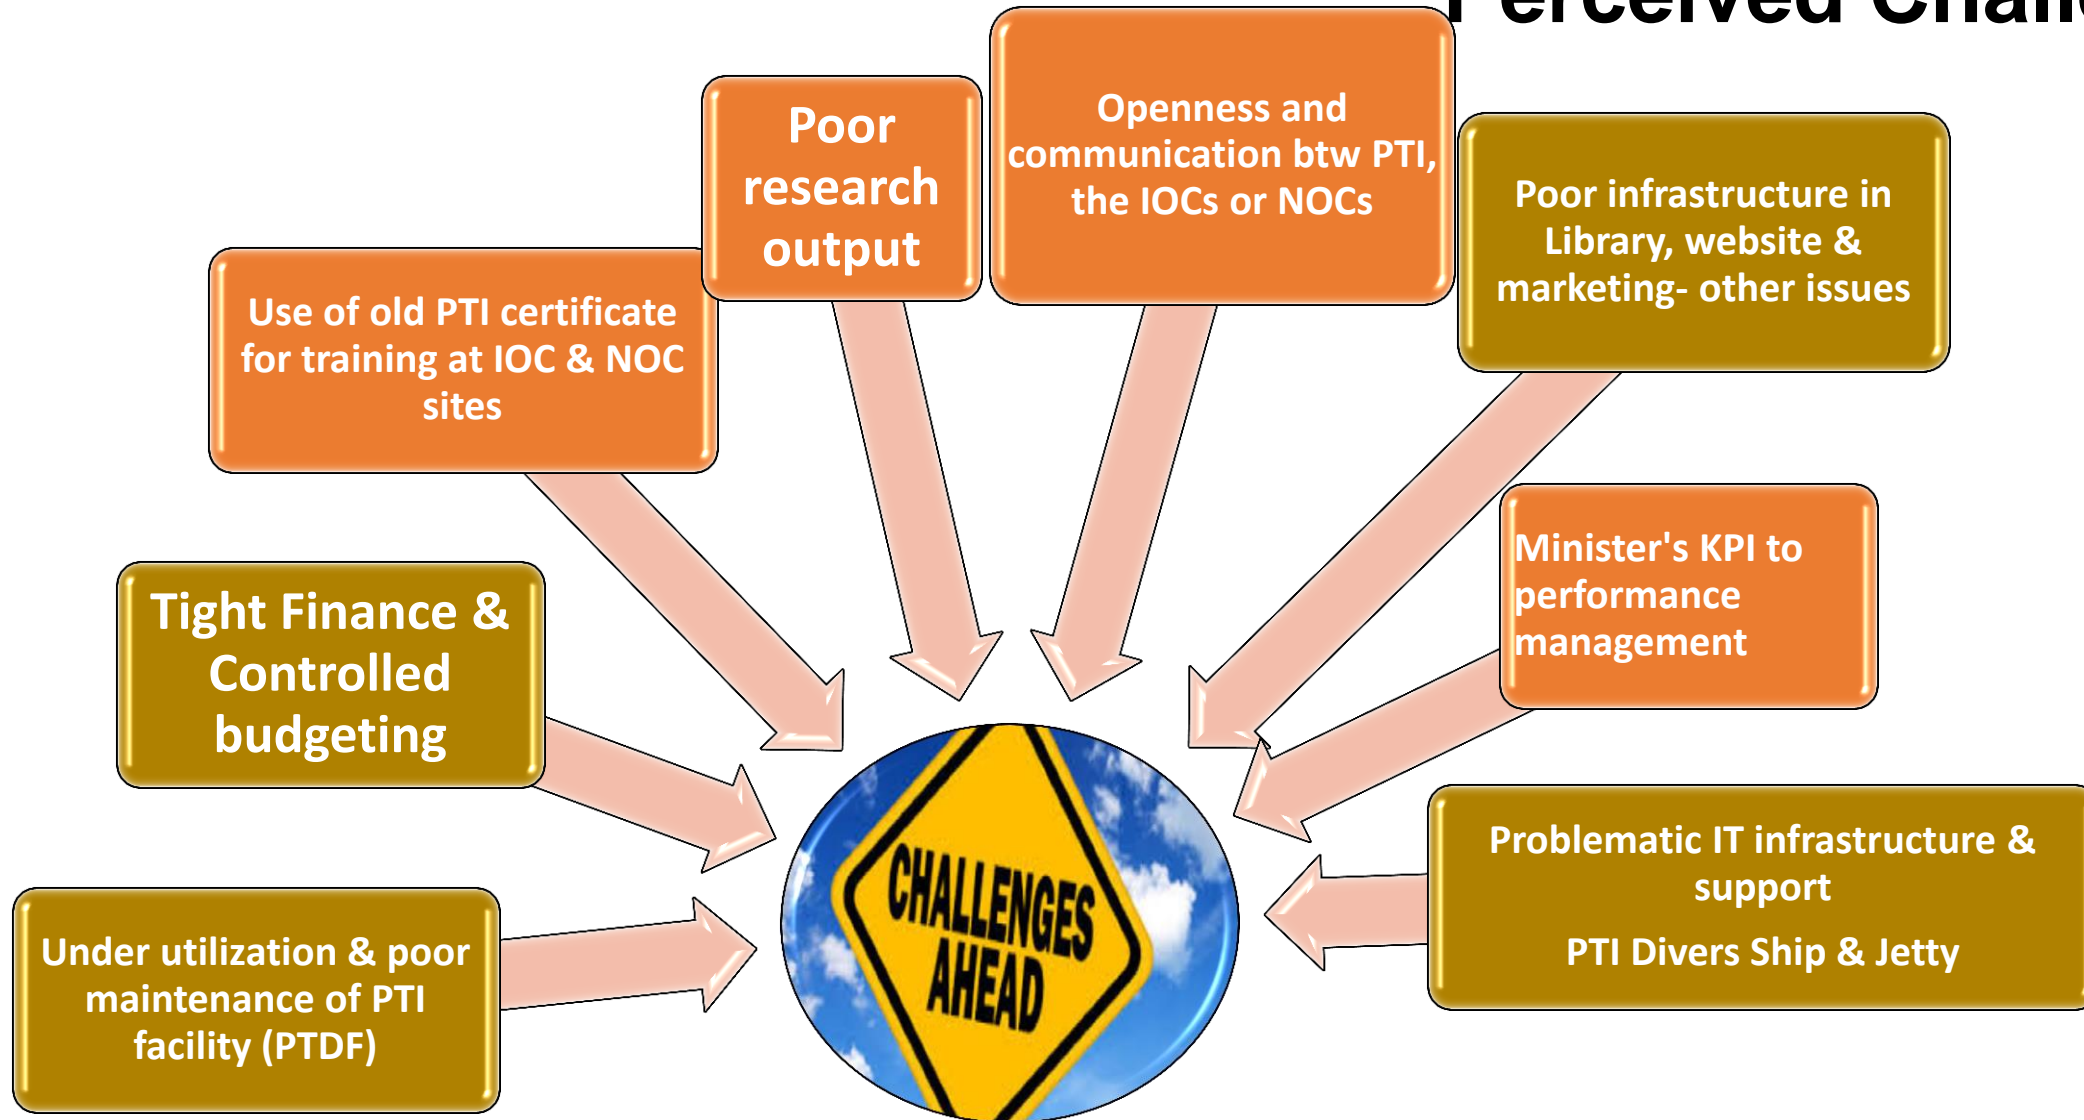 Perceived
Under utilization & poor
maintenance of PTI
facility (PTDF)
Tight Finance &
Controlled
budgeting
Use of old PTI certificate
for training at IOC & NOC
sites
Poor
research
output
Openness and
communication btw PTI,
the IOCs or NOCs
Poor infrastructure in
Library, website &
marketing- other issues
Minister's KPI to
performance
management
Problematic IT infrastructure &
support
PTI Divers Ship & Jetty
CHALLENGES
AHEAD